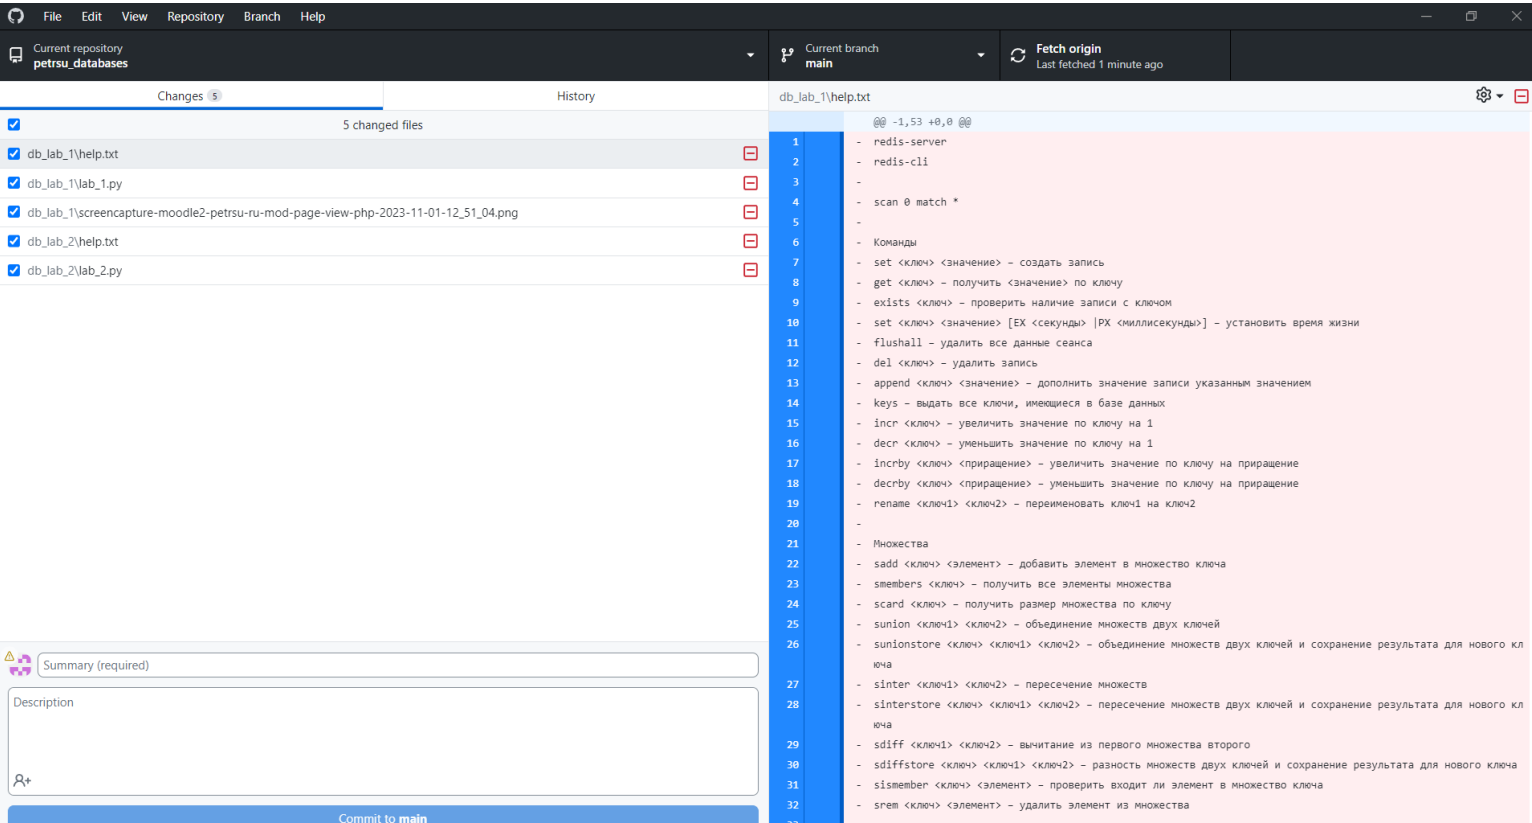 File Edit View Repository Branch Help
Current repository
petrsu_databases
Current branch
main
Fetch origin
Last fetched 1 minute ago
Changes 5
History
5 changed files
db_lab_1\help.txt
db_lab_1\lab_1.py
db_lab_1\screencapture-moodle2-petrsu-ru-mod-page-view-php-2023-11-01-12_51_04.png
db_lab_2\help.txt
db_lab_2\lab_2.py
Summary (required)
Description
Commit to main
db_lab_1\help.txt
@@ -1,53 +0,0 @@
1 - redis-server
2 - redis-cli
3 -
4 - scan 0 match *
5 -
6 - Команды
7 - set <ключ> <значение> – создать запись
8 - get <ключ> – получить <значение> по ключу
9 - exists <ключ> – проверить наличие записи с ключом
10 - set <ключ> <значение> [EX <секунды> |PX <миллисекунды>] – установить время жизни
11 - flushall – удалить все данные сеанса
12 - del <ключ> – удалить запись
13 - append <ключ> <значение> – дополнить значение записи указанным значением
14 - keys – выдать все ключи, имеющиеся в базе данных
15 - incr <ключ> – увеличить значение по ключу на 1
16 - decr <ключ> – уменьшить значение по ключу на 1
17 - incrby <ключ> <приращение> – увеличить значение по ключу на приращение
18 - decrby <ключ> <приращение> – уменьшить значение по ключу на приращение
19 - rename <ключ1> <ключ2> – переименовать ключ1 на ключ2
20 -
21 - Множества
22 - sadd <ключ> <элемент> – добавить элемент в множество ключа
23 - smembers <ключ> – получить все элементы множества
24 - scard <ключ> – получить размер множества по ключу
25 - sunion <ключ1> <ключ2> – объединение множеств двух ключей
26 - sunionstore <ключ> <ключ1> <ключ2> – объединение множеств двух ключей и сохранение результата для нового кл
юча
27 - sinter <ключ1> <ключ2> – пересечение множеств
28 - sinterstore <ключ> <ключ1> <ключ2> – пересечение множеств двух ключей и сохранение результата для нового кл
юча
29 - sdiff <ключ1> <ключ2> – вычитание из первого множества второго
30 - sdiffstore <ключ> <ключ1> <ключ2> – разность множеств двух ключей и сохранение результата для нового ключа
31 - sismember <ключ> <элемент> – проверить входит ли элемент в множество ключа
32 - srem <ключ> <элемент> – удалить элемент из множества